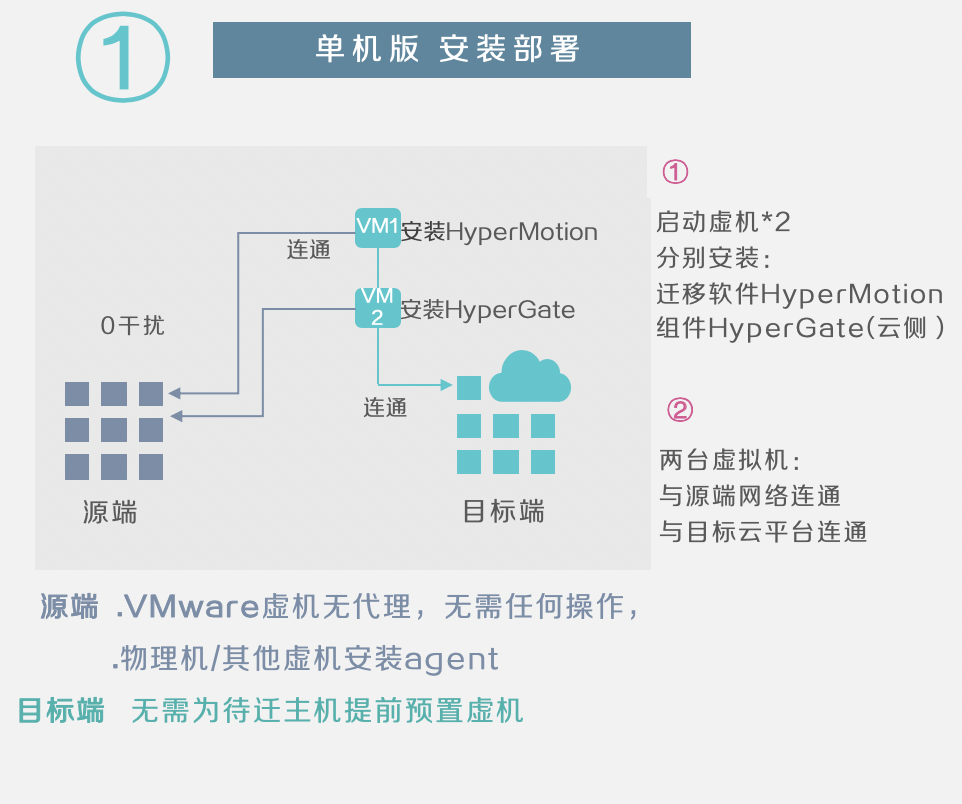 ①
单机版 安装部署
VM1
安装HyperMotion
连通
VM
2
安装HyperGate
0干扰
连通
源端
目标端
①
启动虚机*2
分别安装：
迁移软件HyperMotion
组件HyperGate(云侧 )
②
两台虚拟机：
与源端网络连通
与目标云平台连通
源端 .VMware虚机无代理，无需任何操作，
.物理机/其他虚机安装agent
目标端 无需为待迁主机提前预置虚机